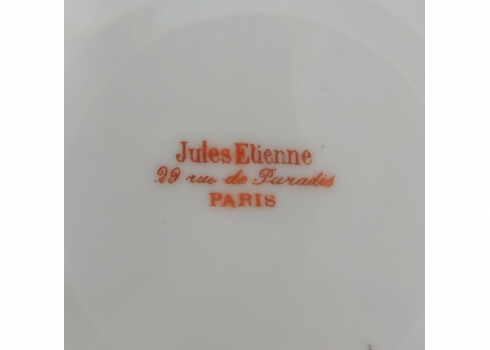 Jules Etienne
29 rue de Paradis
PARIS